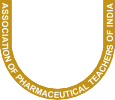 ASSOCIATION OF PHARMACEUTICAL TEACHERS OF INDIA